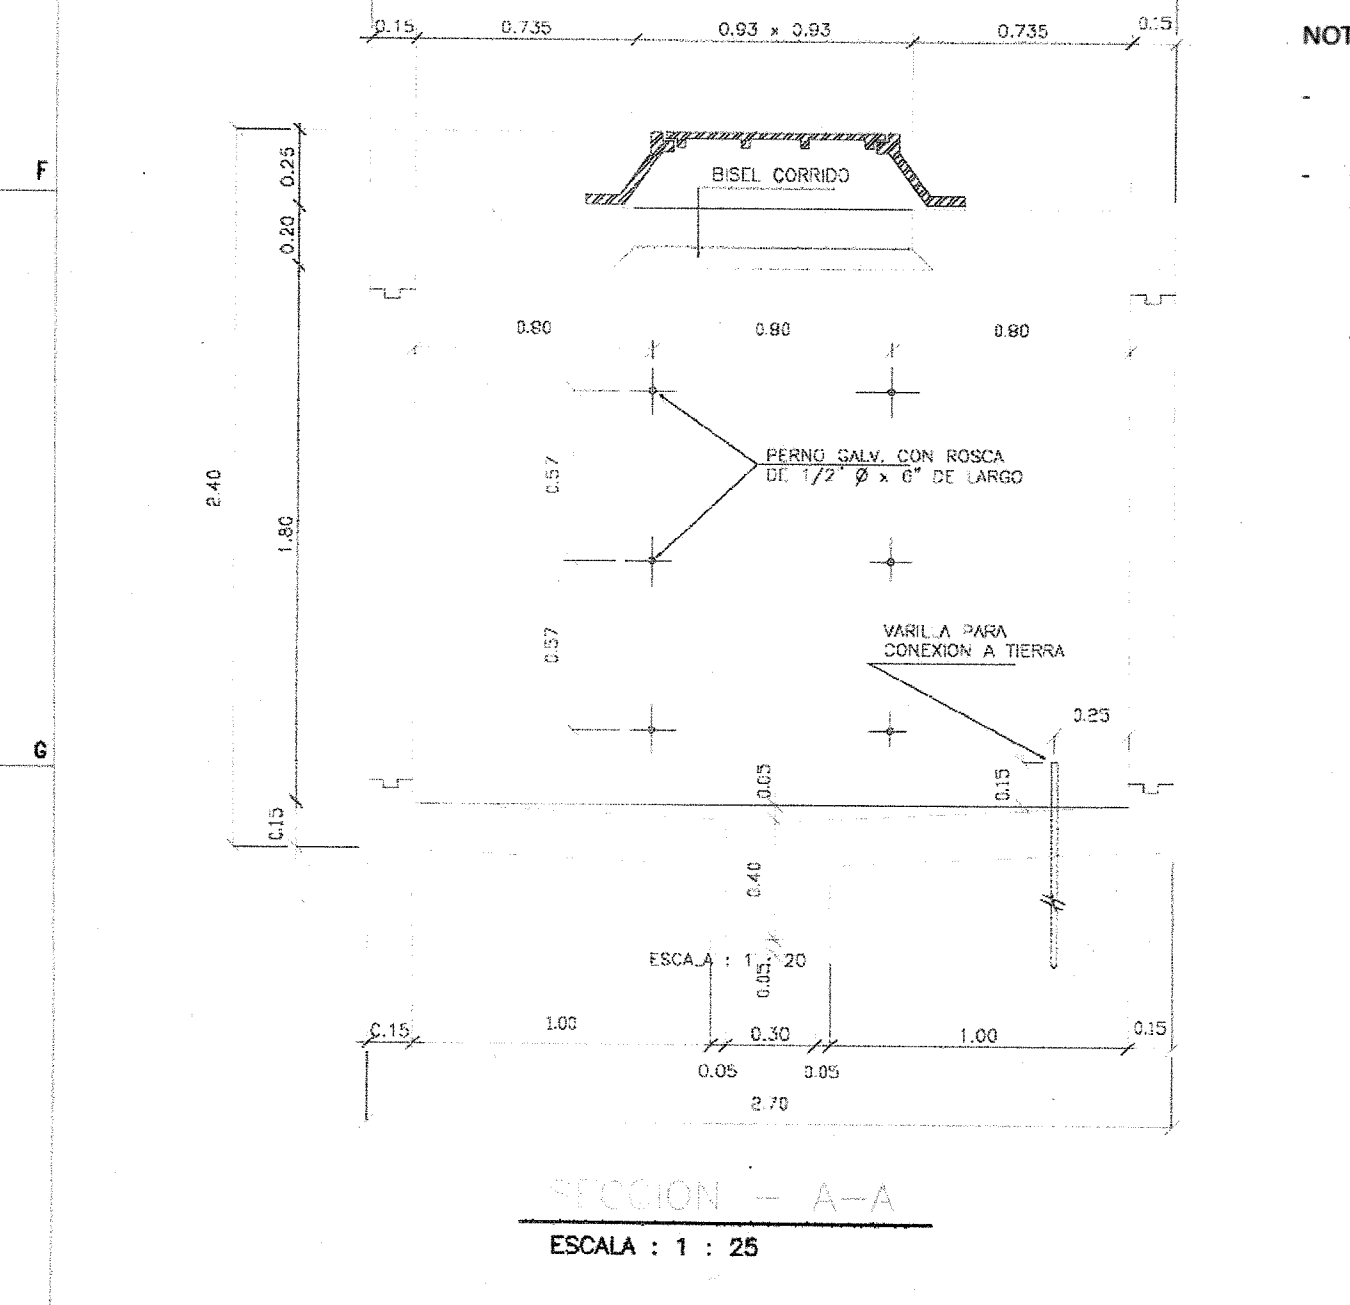 0.15 0.735 0.93 x 0.93 0.735 0.15
NOT
-
-
F
0.25
BISEL CORRIDO
0.20
0.80 0.80 0.80
2.40
0.57
PERNO GALV. CON ROSCA
DE 1/2" Ø x 6" DE LARGO
1.80
0.57
VARILLA PARA
CONEXION A TIERRA
0.25
G
0.05
0.15
0.15
0.40
ESCALA : 1 : 20
0.05
0.15 1.00 0.30 1.00 0.15
0.05 0.05
2.70
SECCION - A-A
ESCALA : 1 : 25